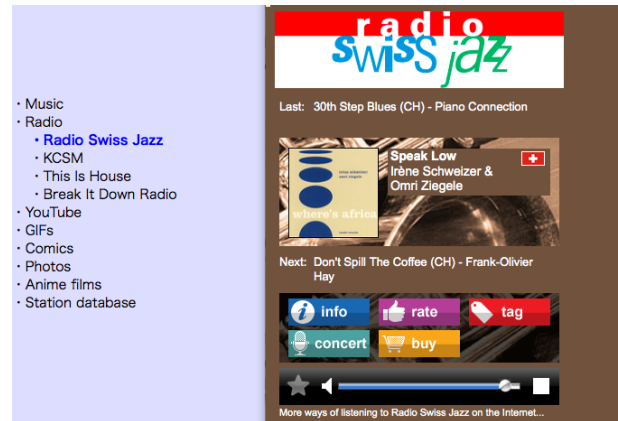 ・Music
・Radio
・Radio Swiss Jazz
・KCSM
・This Is House
・Break It Down Radio
・YouTube
・GIFs
・Comics
・Photos
・Anime films
・Station database
radio
swiss jazz
Last: 30th Step Blues (CH) - Piano Connection
where's africa
Speak Low
Irène Schweizer &
Omri Ziegele
Next: Don't Spill The Coffee (CH) - Frank-Olivier
Hay
info
rate
tag
concert
buy
More ways of listening to Radio Swiss Jazz on the Internet...